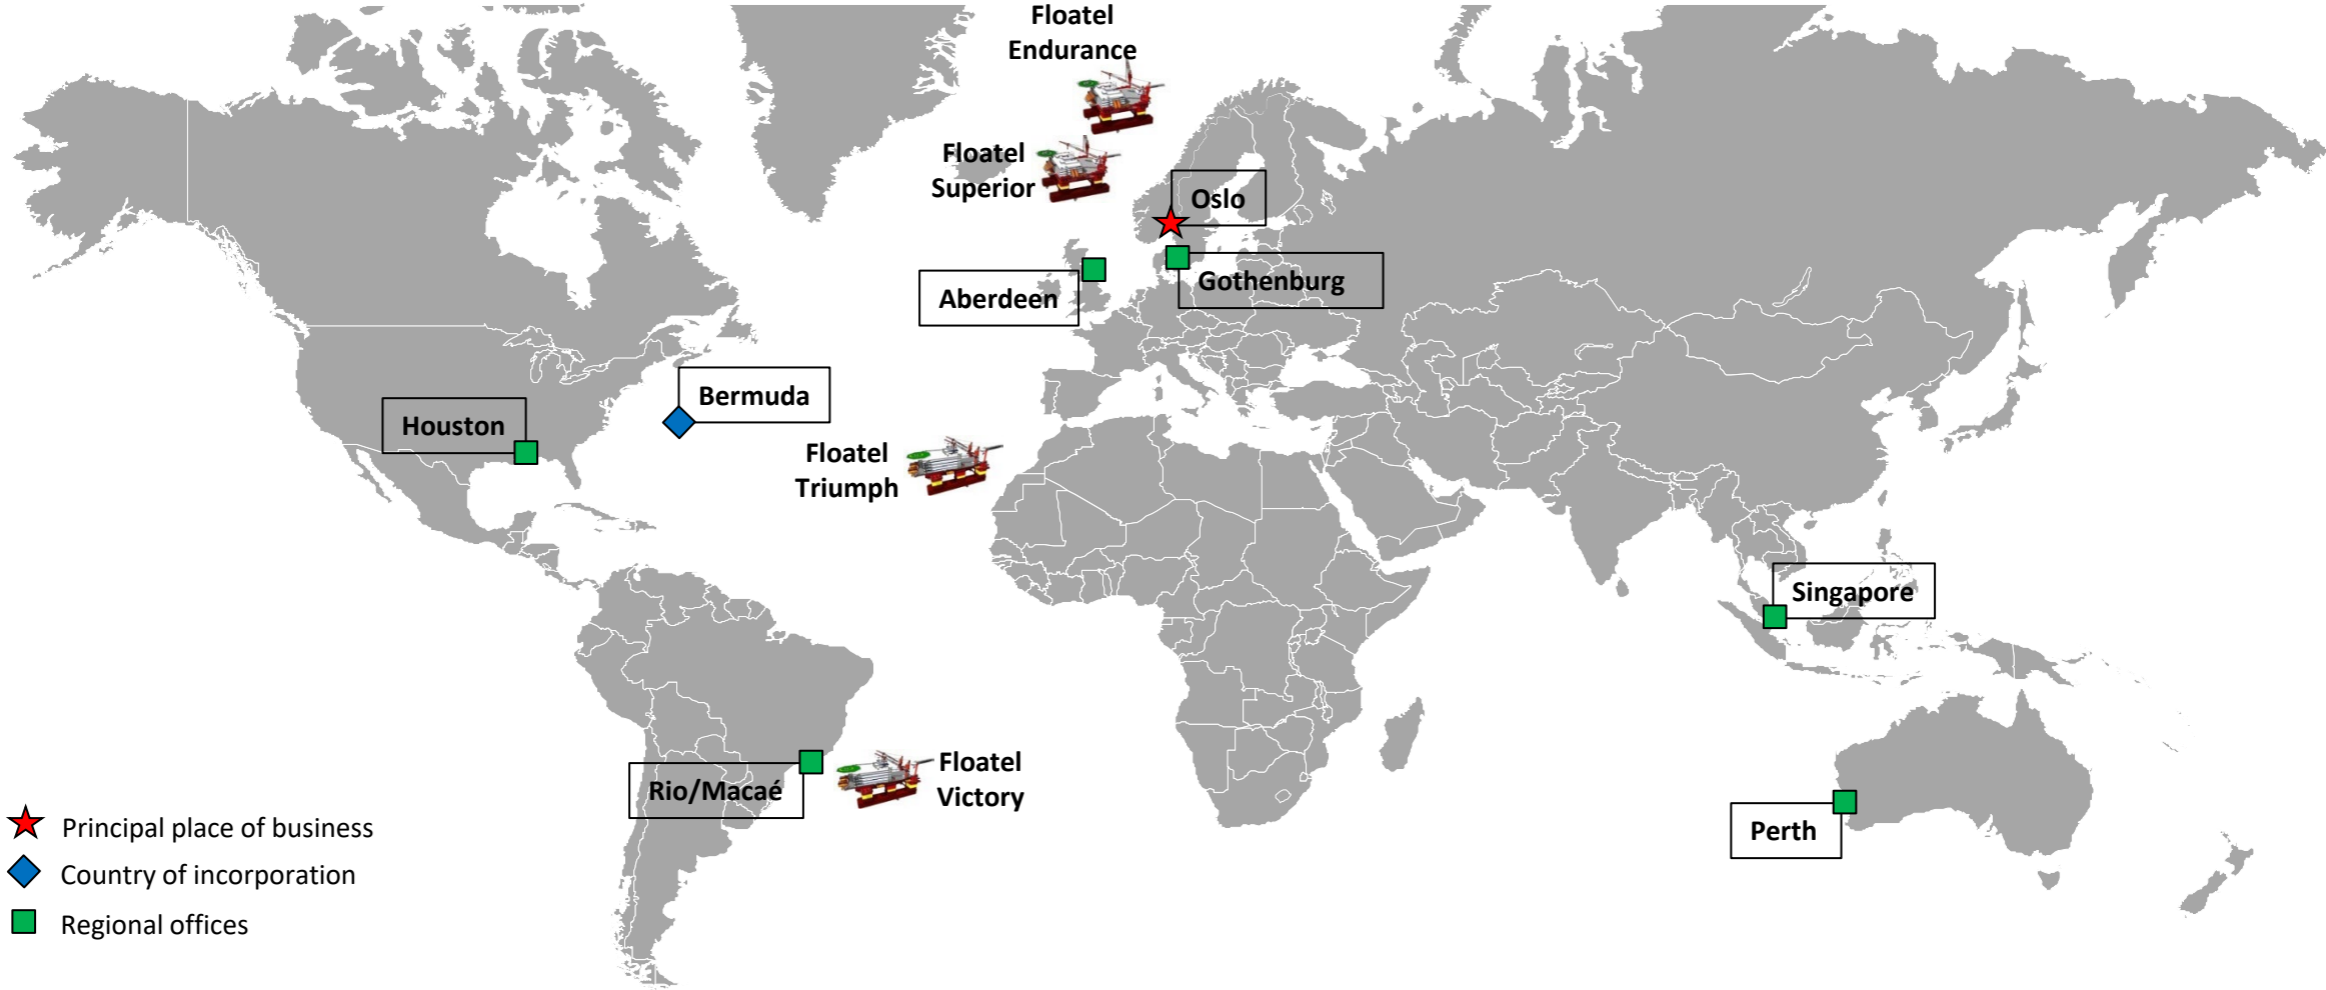 Floatel
Endurance
Floatel
Superior
Oslo
Gothenburg
Aberdeen
Bermuda
Houston
Floatel
Triumph
Singapore
Rio/Macaé
Floatel
Victory
Perth
Principal place of business
Country of incorporation
Regional offices